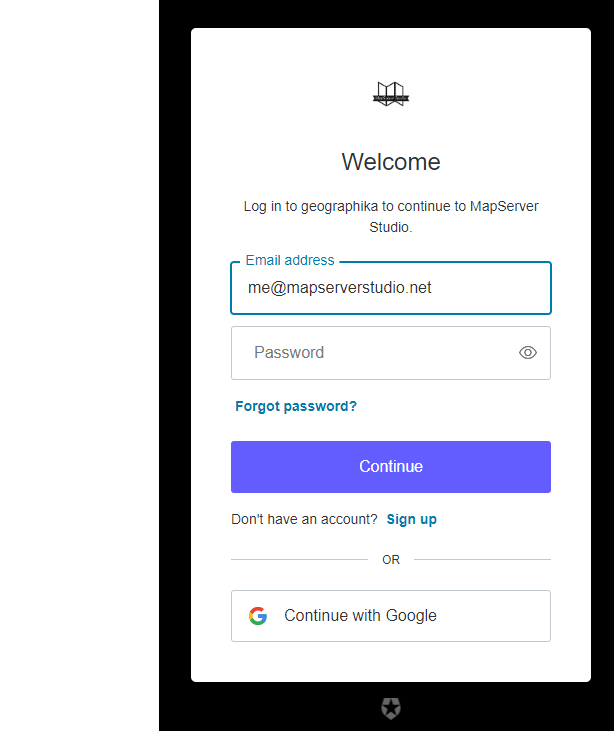 Welcome
Log in to geographika to continue to MapServer
Studio.
Email address
me@mapserverstudio.net
Password
Forgot password?
Continue
Don't have an account? Sign up
OR
Continue with Google